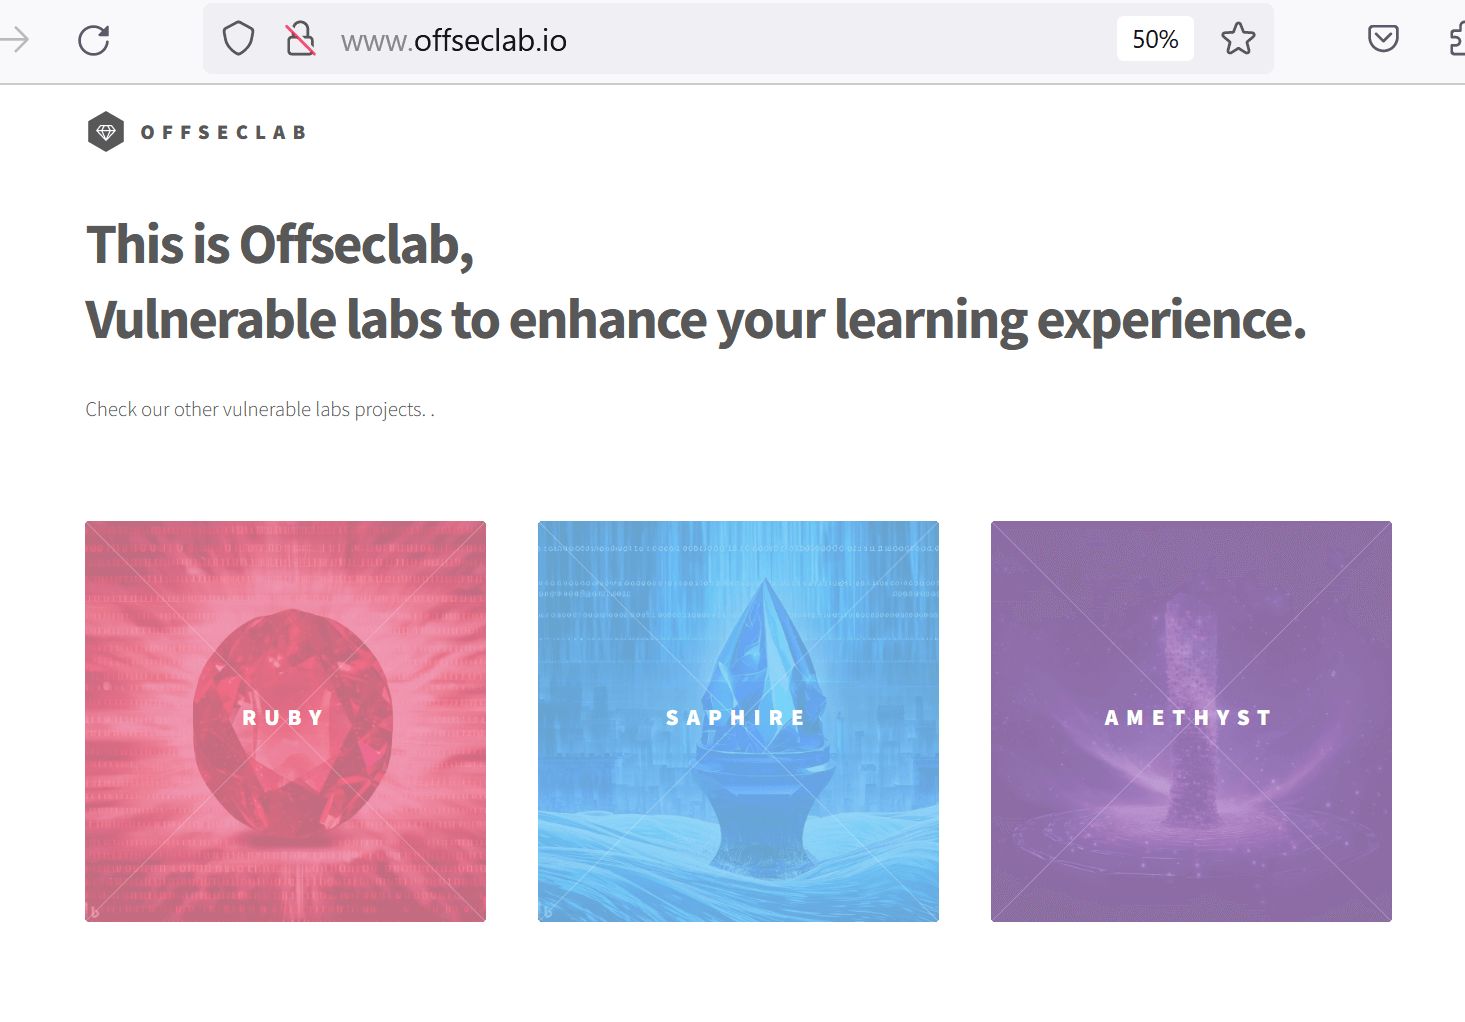 www.offseclab.io
50%
OFFSECLAB
This is Offseclab,
Vulnerable labs to enhance your learning experience.
Check our other vulnerable labs projects. .
RUBY
SAPHIRE
AMETHYST